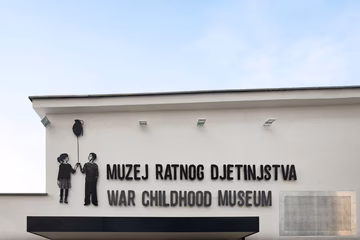 MUZEJ RATNOG DJETINJSTVA
WAR CHILDHOOD MUSEUM